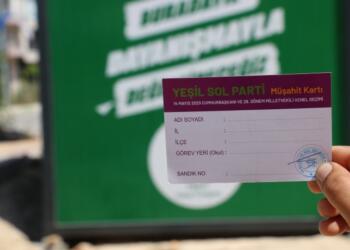 BURADAYIZ
DAYANIŞMAYLA
YEŞİL SOL PARTİ Müşahit Kartı
14 MAYIS 2023 CUMHURBAŞKANI VE 28. DÖNEM MİLLETVEKİLİ GENEL SEÇİMİ
ADI SOYADI :
İL :
İLÇE :
GÖREV YERİ (Okul) :
SANDIK NO :